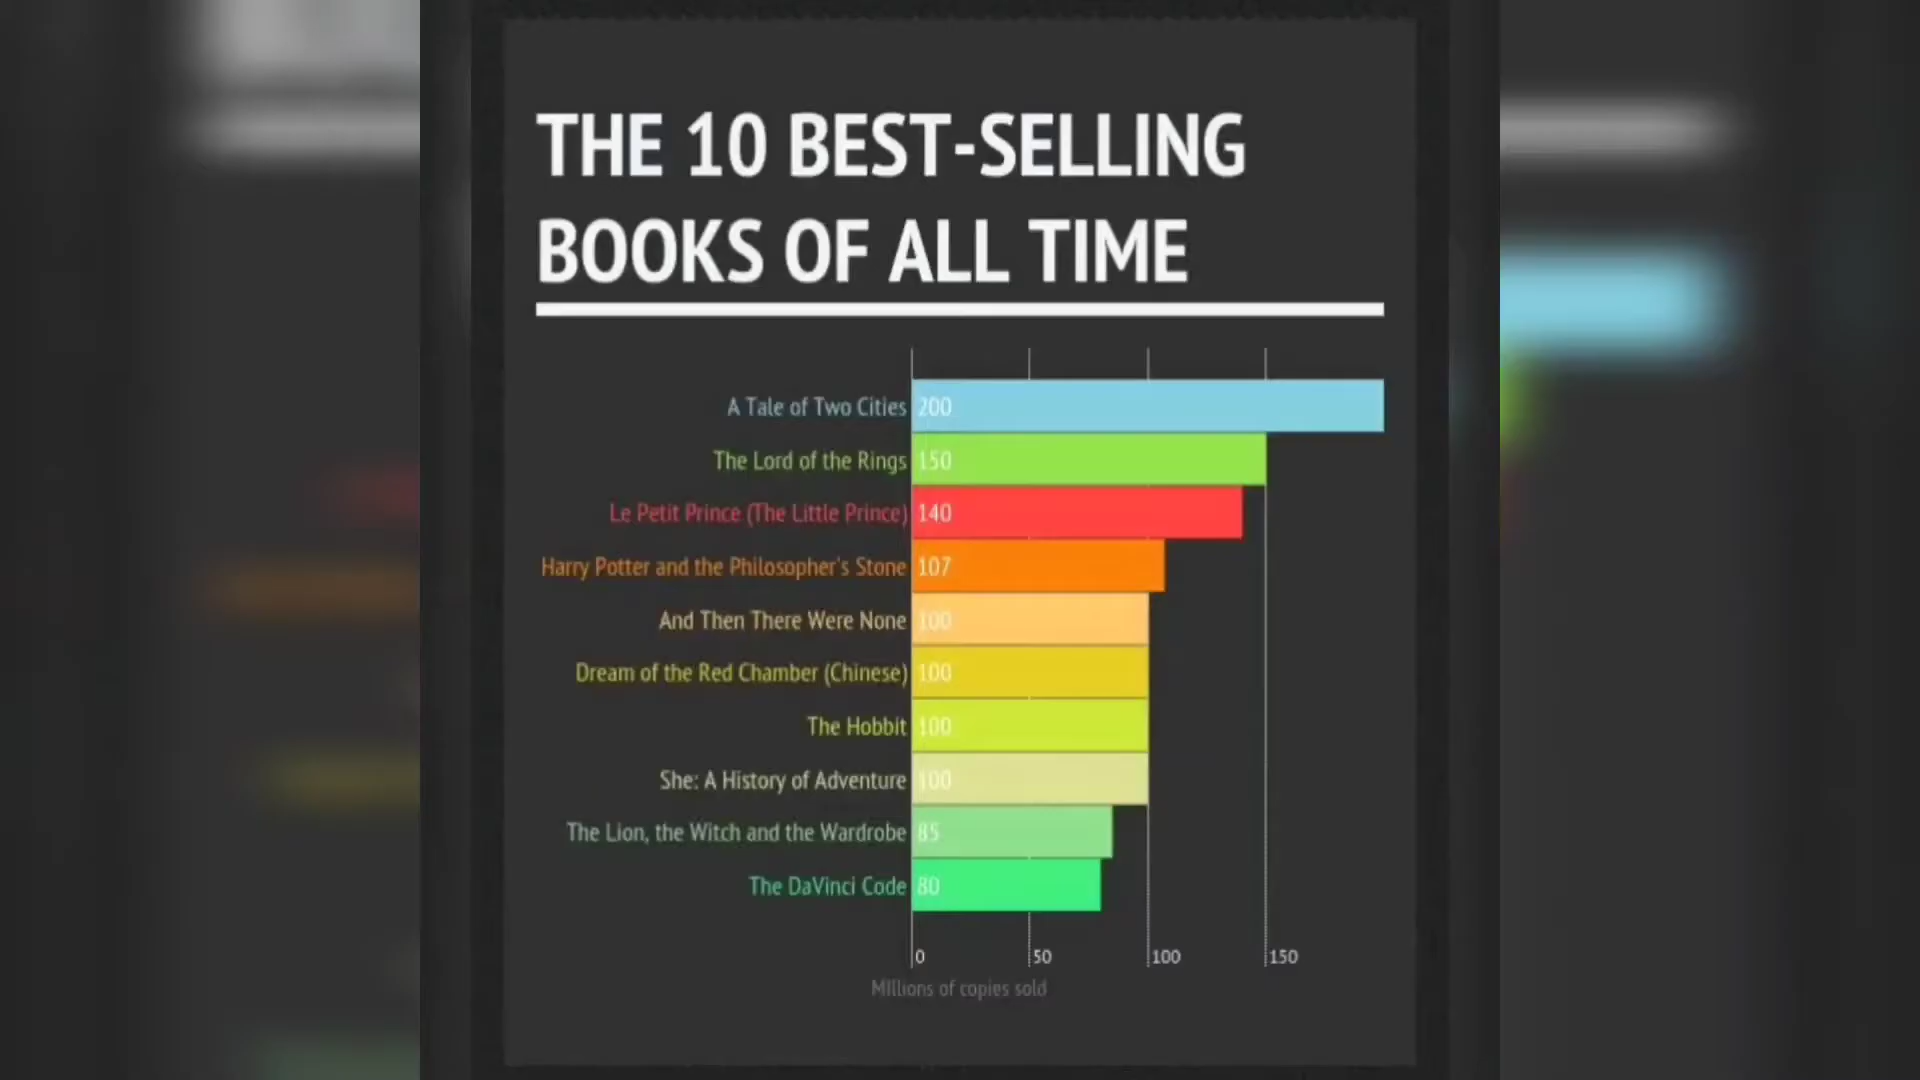 THE 10 BEST-SELLING
BOOKS OF ALL TIME
A Tale of Two Cities 200
The Lord of the Rings 150
Le Petit Prince (The Little Prince) 140
Harry Potter and the Philosopher's Stone 107
And Then There Were None 100
Dream of the Red Chamber (Chinese) 100
The Hobbit 100
She: A History of Adventure 100
The Lion, the Witch and the Wardrobe 85
The DaVinci Code 80
0 50 100 150
Millions of copies sold